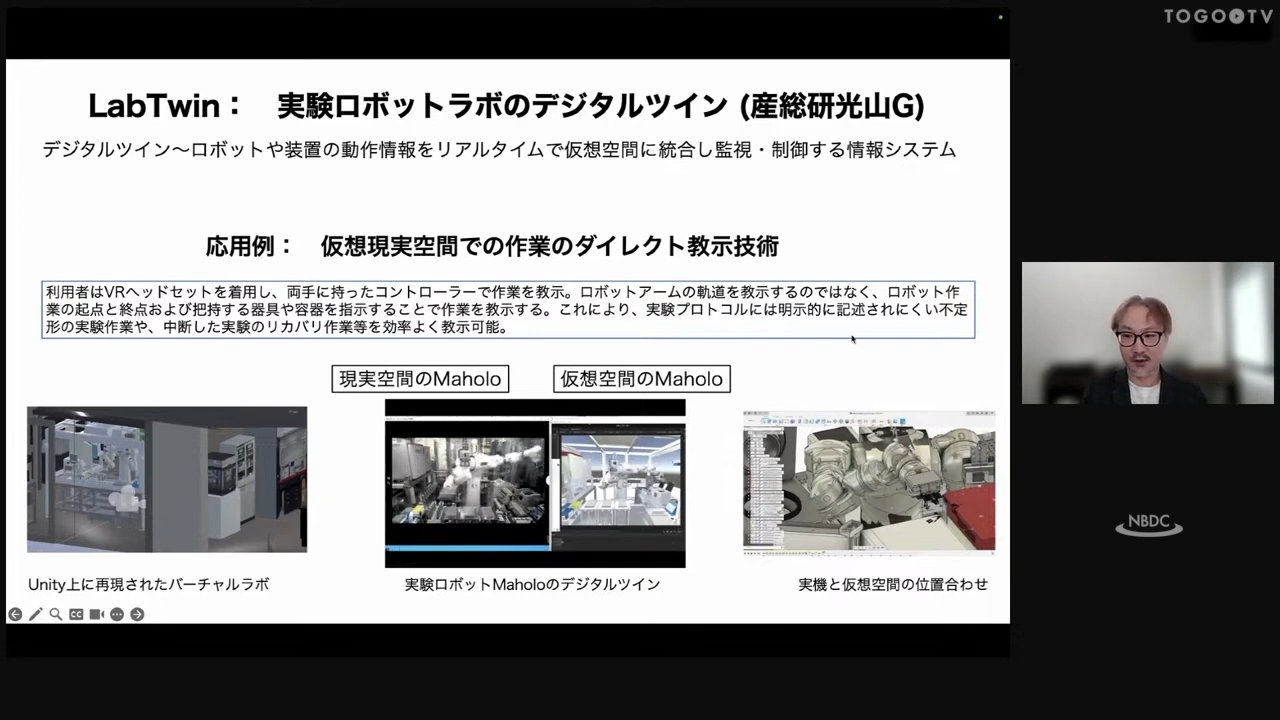 TOGO TV
LabTwin： 実験ロボットラボのデジタルツイン (産総研光山G)
デジタルツイン〜ロボットや装置の動作情報をリアルタイムで仮想空間に統合し監視・制御する情報システム
応用例： 仮想現実空間での作業のダイレクト教示技術
利用者はVRヘッドセットを着用し、両手に持ったコントローラーで作業を教示。ロボットアームの軌道を教示するのではなく、ロボット作
業の起点と終点および把持する器具や容器を指示することで作業を教示する。これにより、実験プロトコルには明示的に記述されにくい不定
形の実験作業や、中断した実験のリカバリ作業等を効率よく教示可能。
現実空間のMaholo
仮想空間のMaholo
Unity上に再現されたバーチャルラボ
実験ロボットMaholoのデジタルツイン
実機と仮想空間の位置合わせ
CC
NBDC